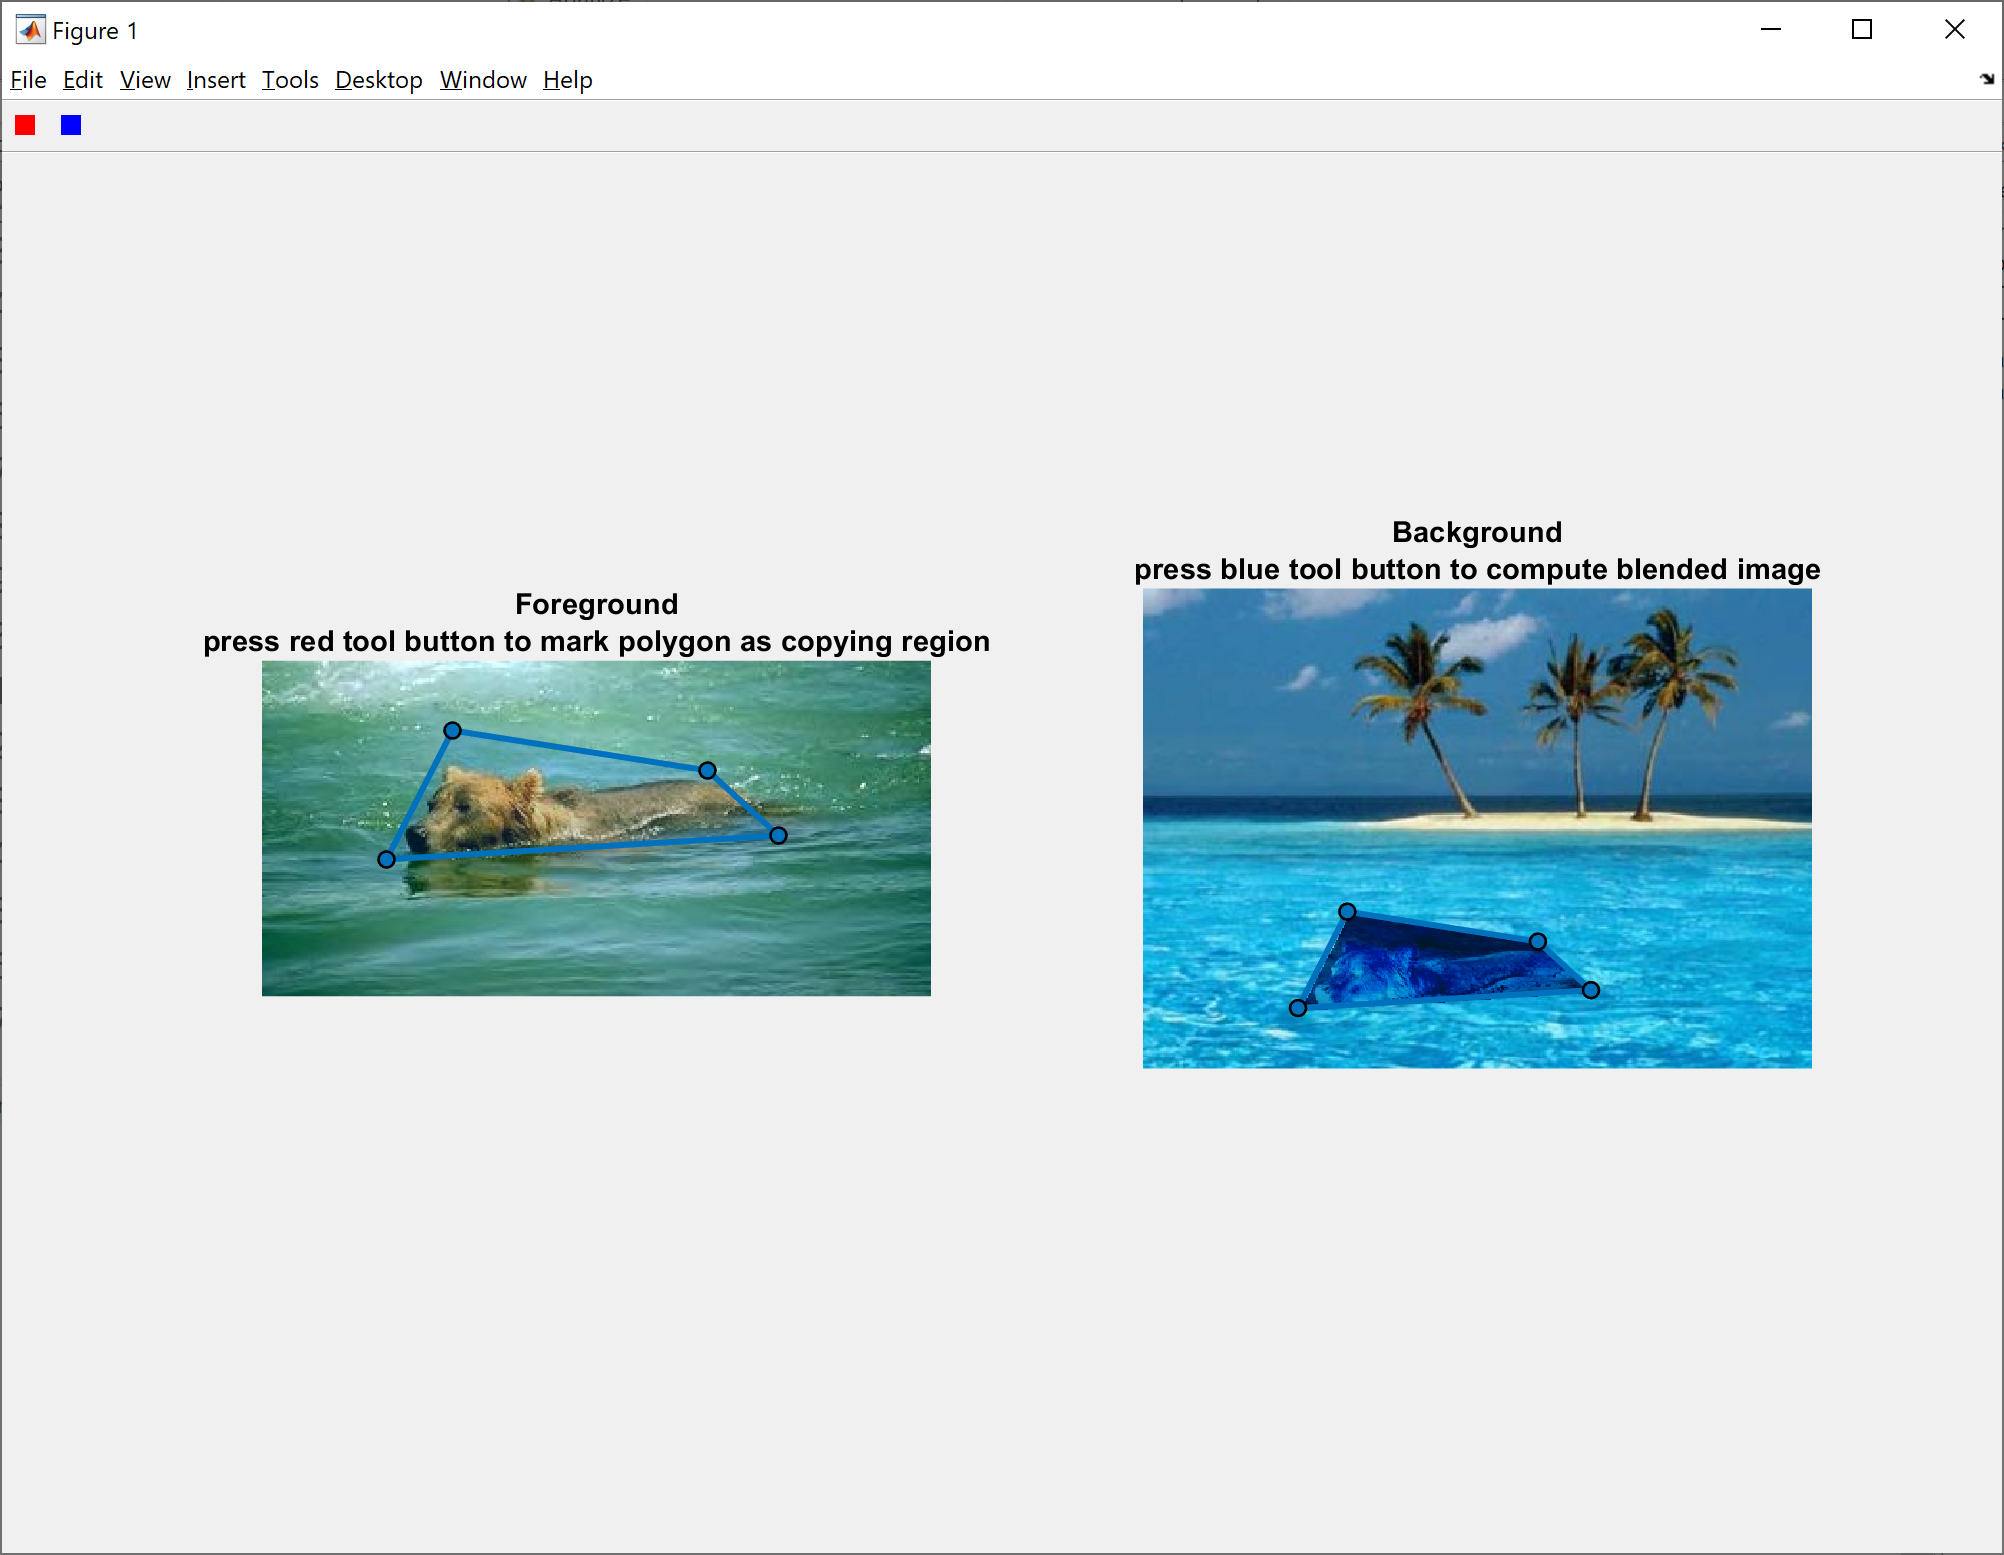 Figure 1
File Edit View Insert Tools Desktop Window Help
Foreground
press red tool button to mark polygon as copying region
Background
press blue tool button to compute blended image